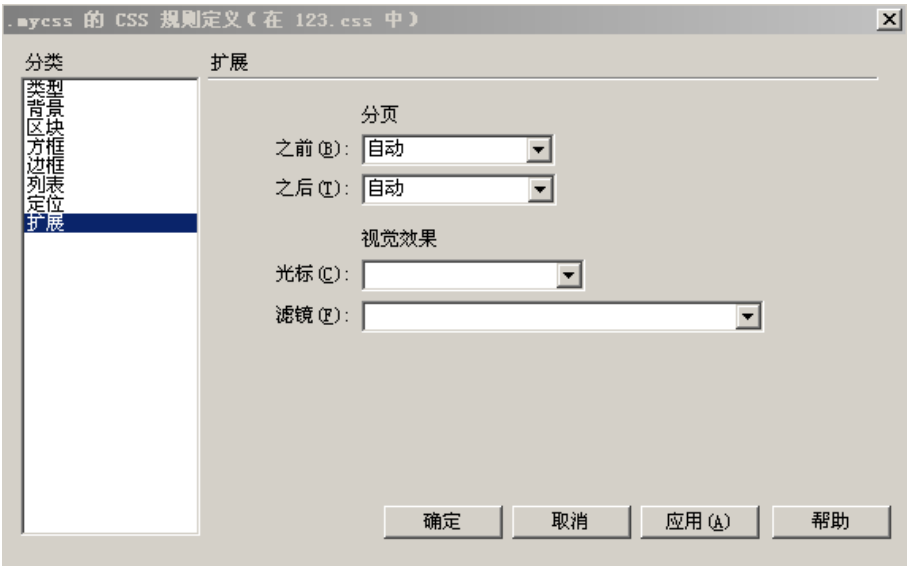 .mycss 的 CSS 规则定义(在 123.css 中)
分类
类型
背景
区块
方框
边框
列表
定位
扩展
扩展
分页
之前(B): 自动
之后(T): 自动
视觉效果
光标(C):
滤镜(F):
确定 取消 应用(A) 帮助